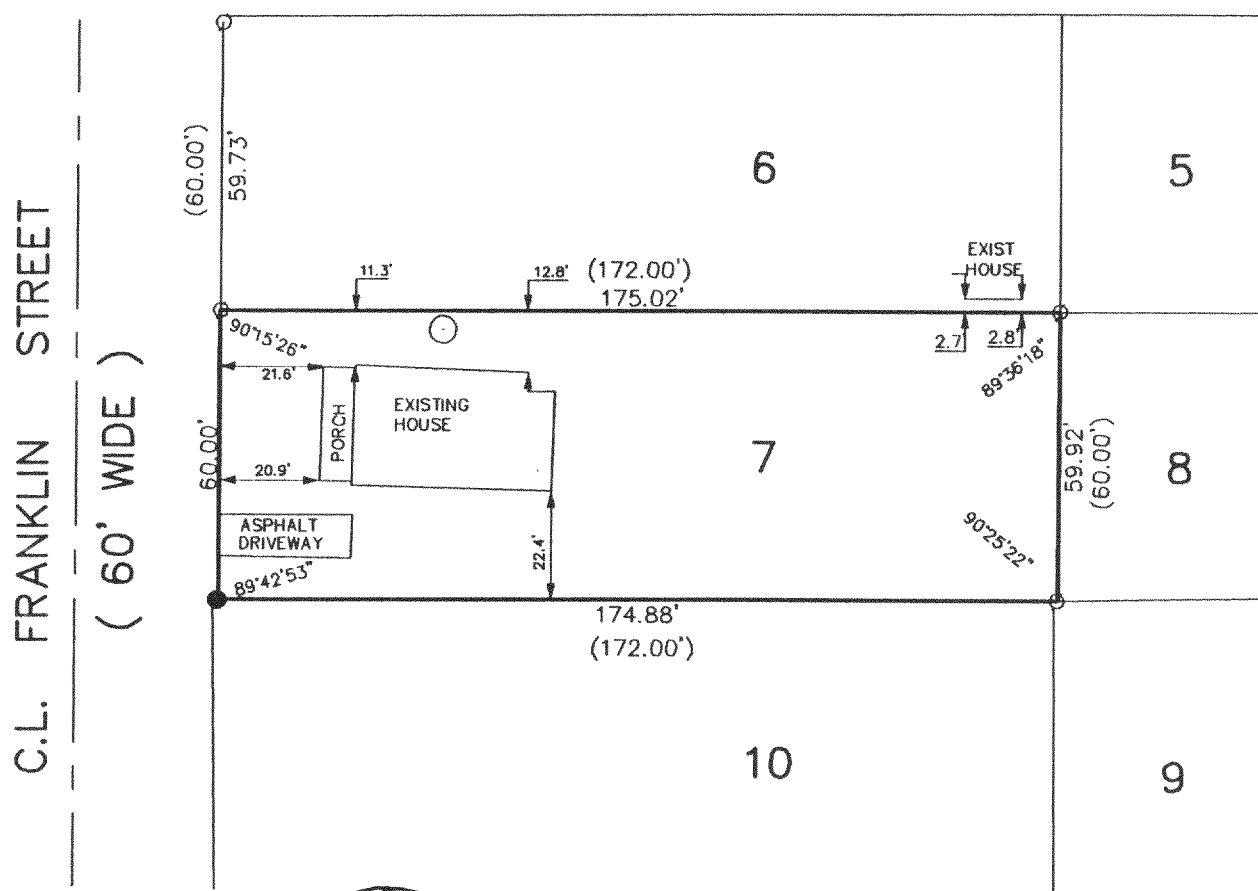 C.L. FRANKLIN STREET
( 60' WIDE )
(60.00')
59.73'
6
5
EXIST
HOUSE
11.3'
12.8'
(172.00')
175.02'
90°15'26"
21.6'
2.7'
2.8'
89°36'18"
EXISTING
HOUSE
PORCH
60.00'
7
59.92'
(60.00')
8
20.9'
ASPHALT
DRIVEWAY
22.4'
90°25'22"
89°42'53"
174.88'
(172.00')
10
9